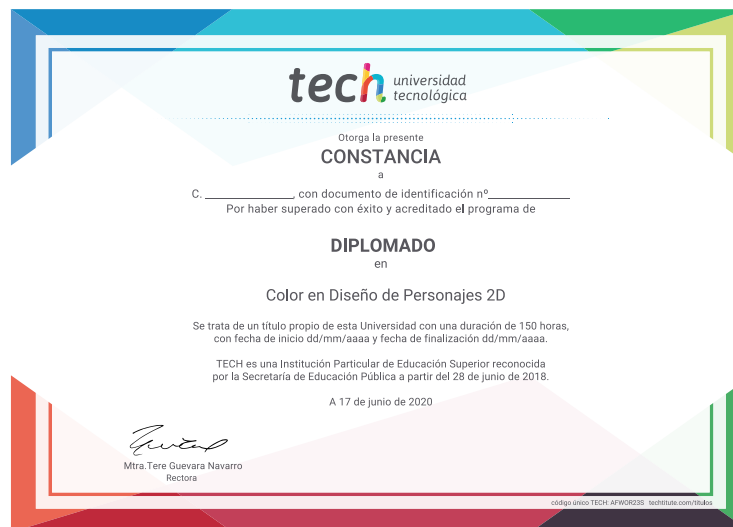 tech universidad
tecnológica
Otorga la presente
CONSTANCIA
a
C. ______________, con documento de identificación nº______________
Por haber superado con éxito y acreditado el programa de
DIPLOMADO
en
Color en Diseño de Personajes 2D
Se trata de un título propio de esta Universidad con una duración de 150 horas,
con fecha de inicio dd/mm/aaaa y fecha de finalización dd/mm/aaaa.
TECH es una Institución Particular de Educación Superior reconocida
por la Secretaría de Educación Pública a partir del 28 de junio de 2018.
A 17 de junio de 2020
Mtra.Tere Guevara Navarro
Rectora
código único TECH: AFWOR23S techtitute.com/titulos